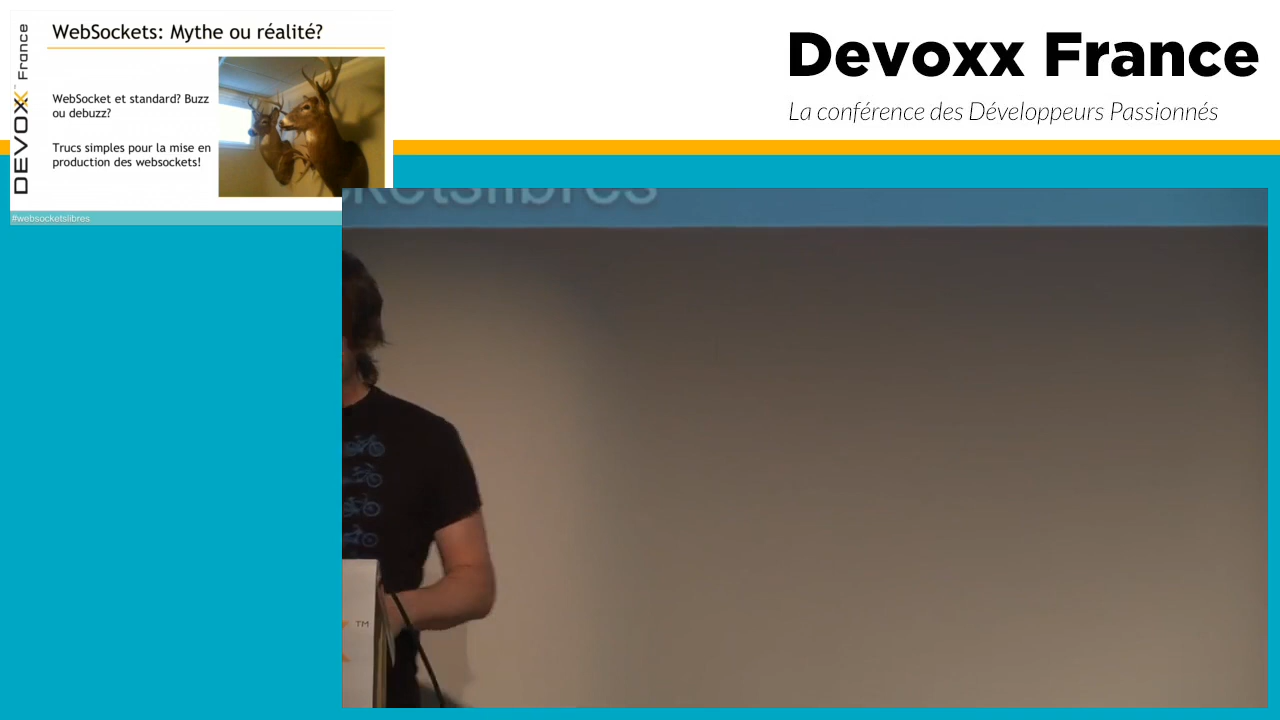 WebSockets: Mythe ou réalité?
DEVOXX France
WebSocket et standard? Buzz
ou debuzz?
Trucs simples pour la mise en
production des websockets!
#websocketslibres
Devoxx France
La conférence des Développeurs Passionnés
ketslibres
TM